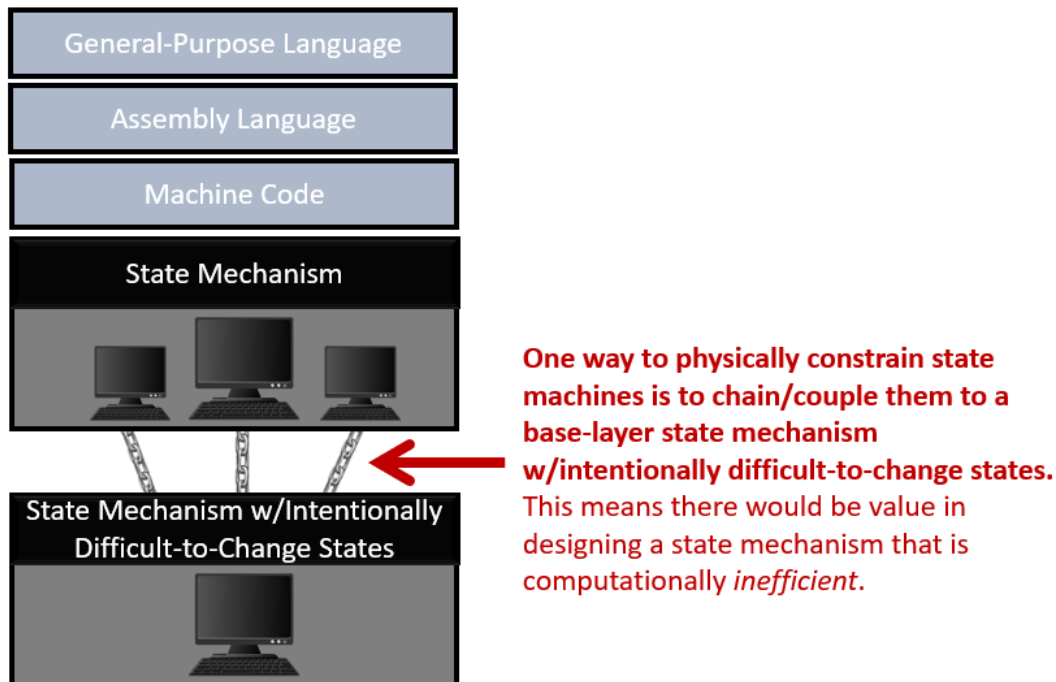 General-Purpose Language
Assembly Language
Machine Code
State Mechanism
One way to physically constrain state
machines is to chain/couple them to a
base-layer state mechanism
w/intentionally difficult-to-change states.
This means there would be value in
designing a state mechanism that is
computationally inefficient.
State Mechanism w/Intentionally
Difficult-to-Change States